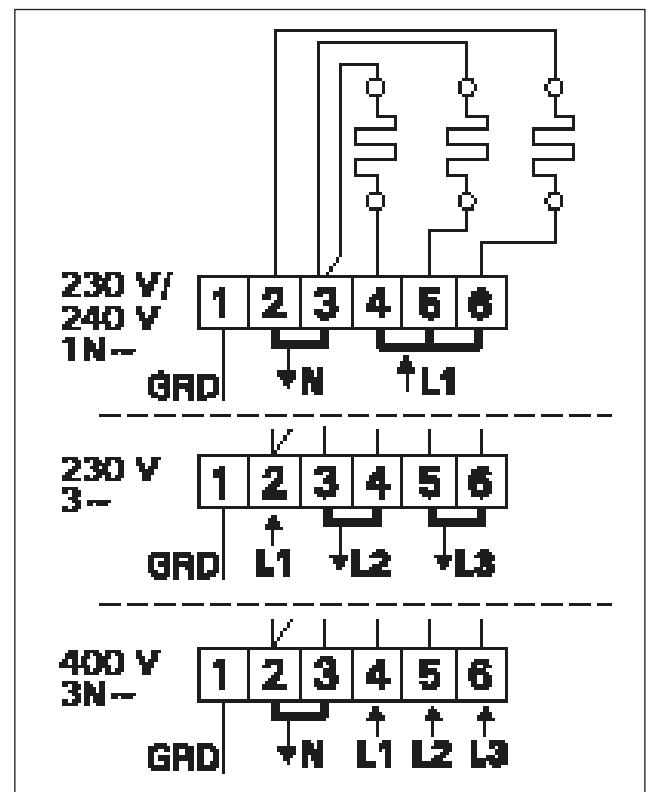 230 V/
240 V
1N~
1 2 3 4 5 6
GRD N L1
230 V
3~
1 2 3 4 5 6
GRD L1 L2 L3
400 V
3N~
1 2 3 4 5 6
GRD N L1 L2 L3